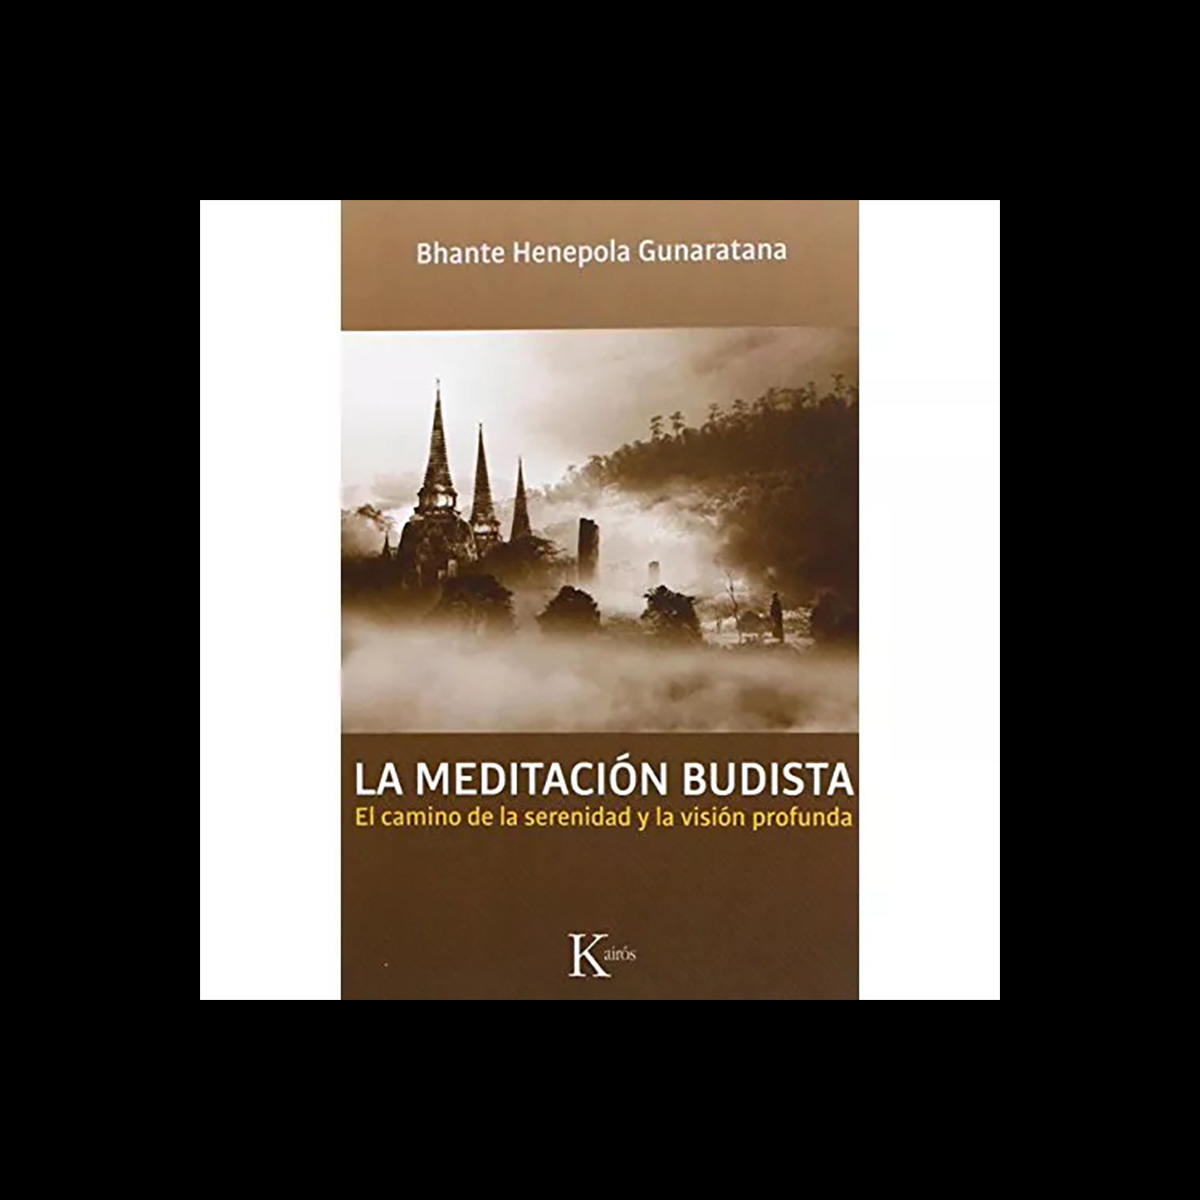 Bhante Henepola Gunaratana
LA MEDITACIÓN BUDISTA
El camino de la serenidad y la visión profunda
Kairós